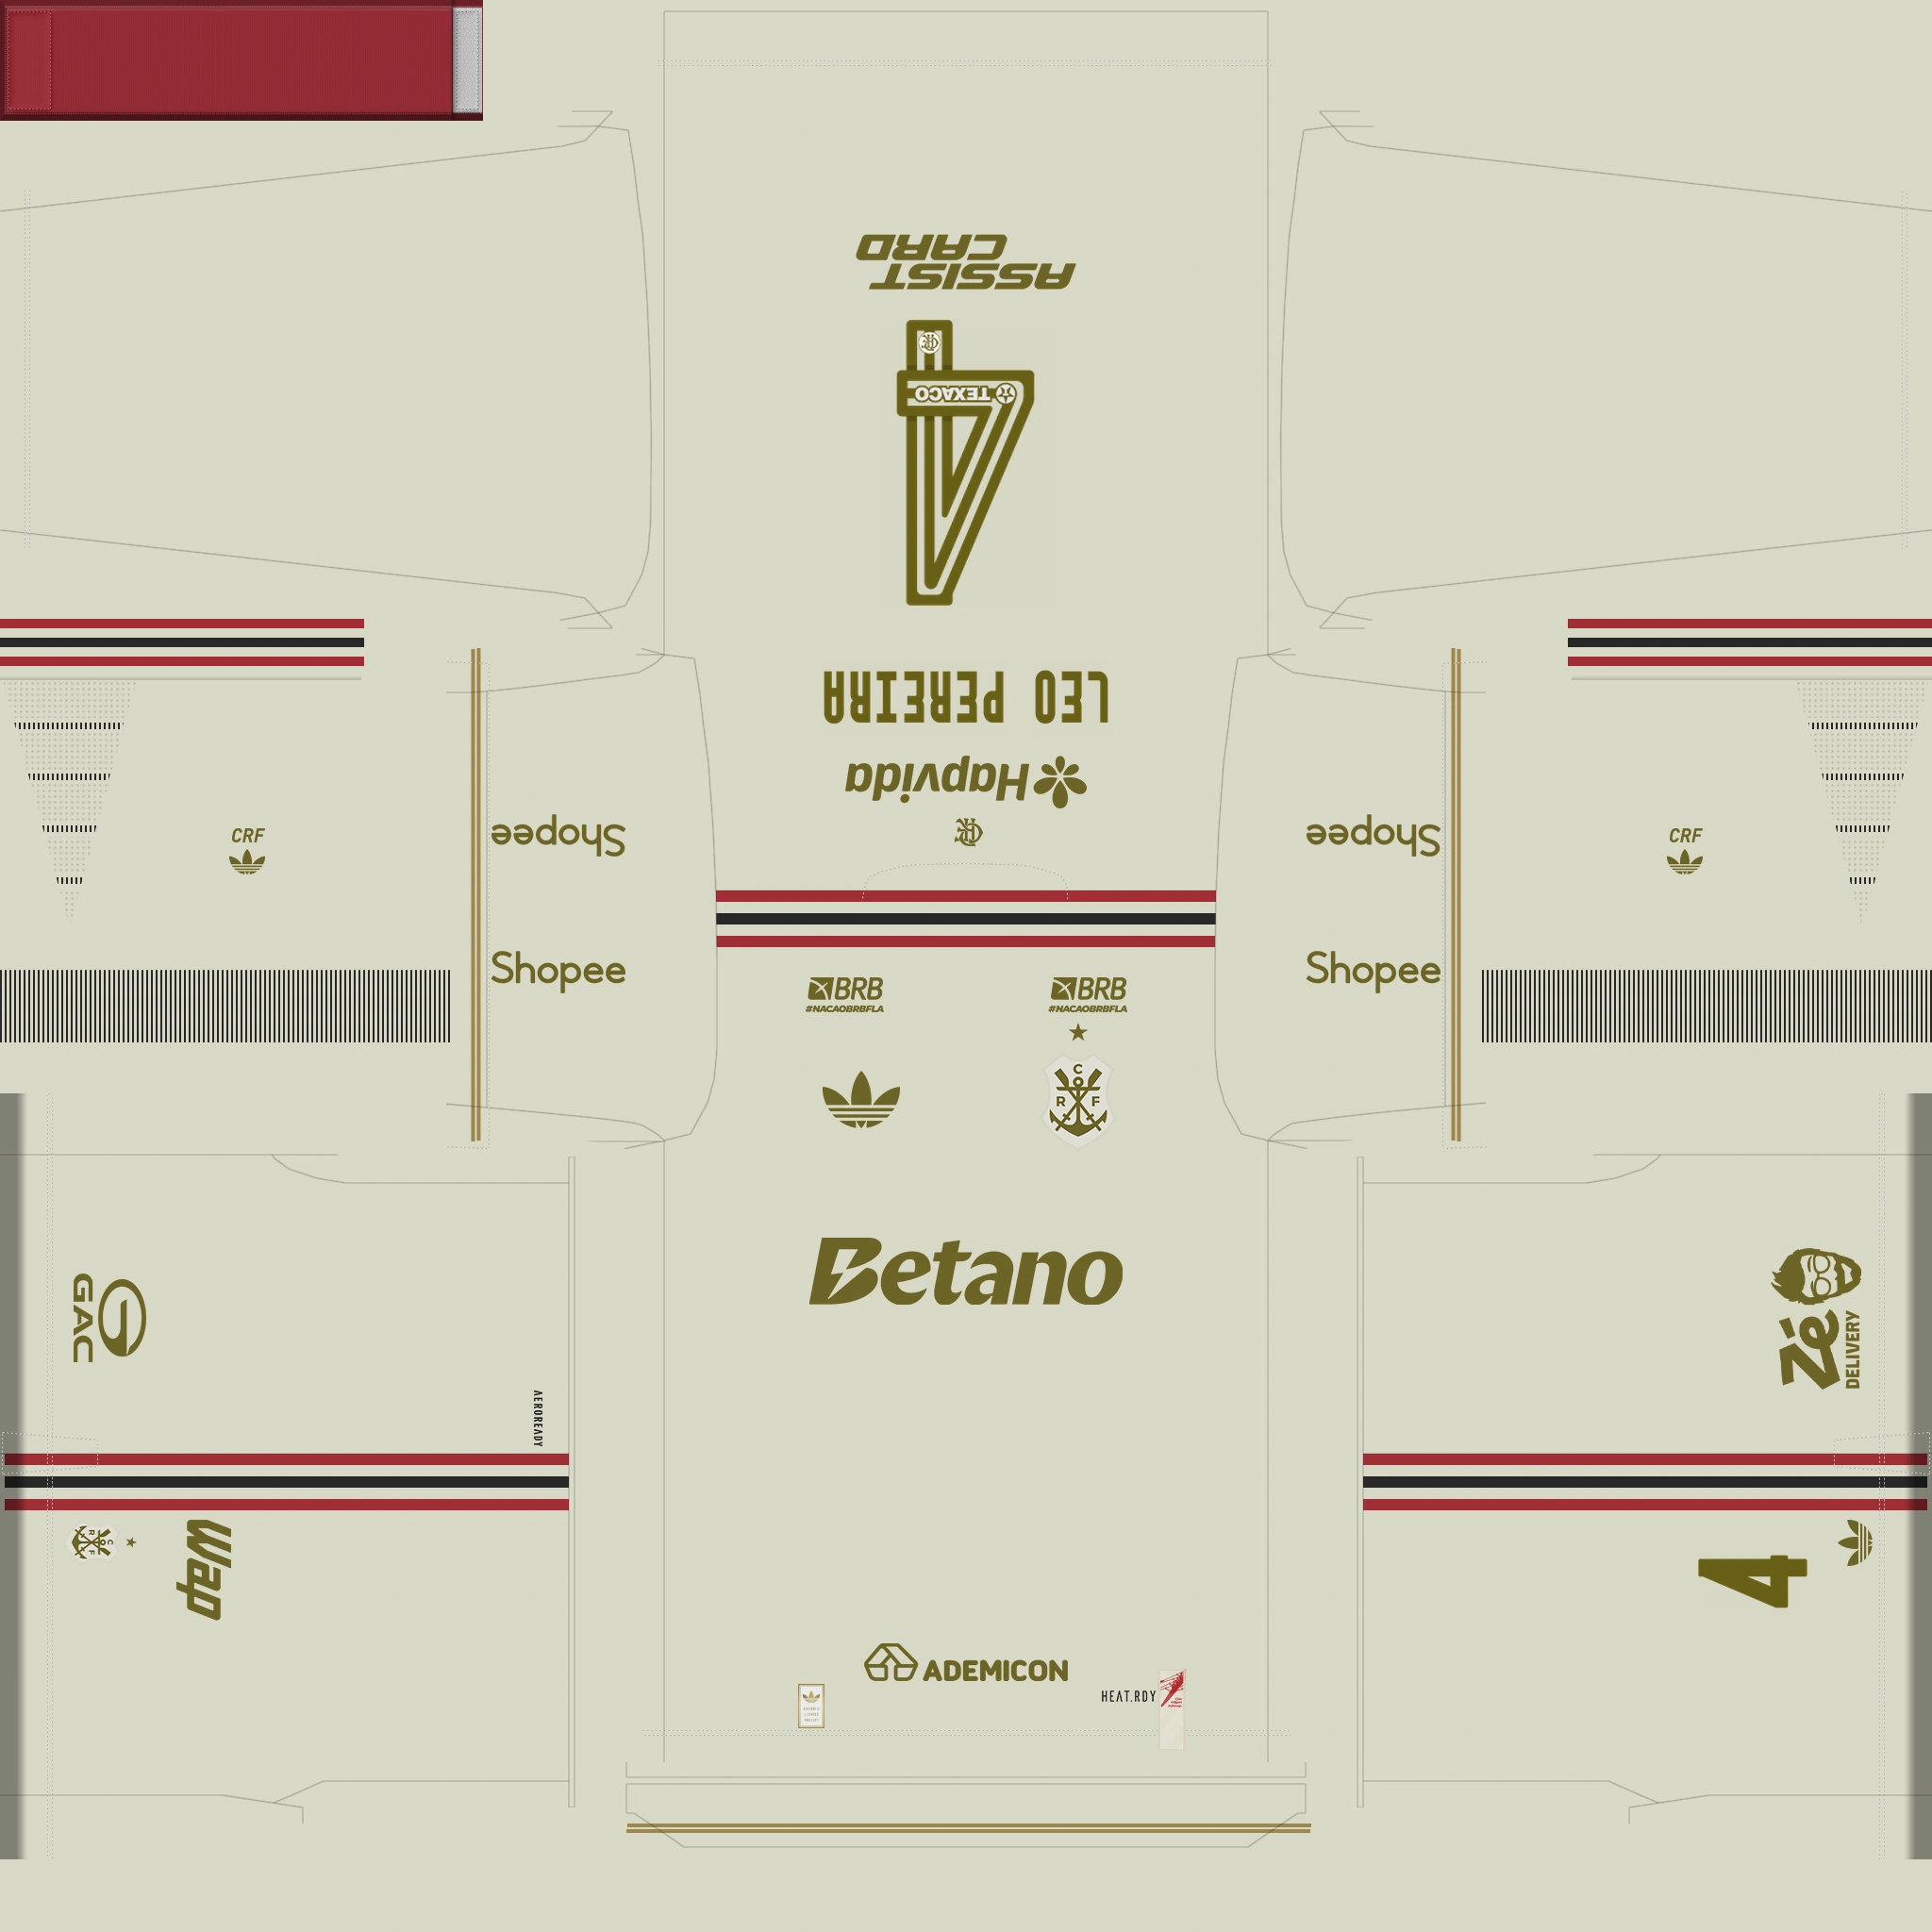 ASSIST
CARD
TEXACO
4
LEO PEREIRA
Hapvida
CRF
Shopee
Shopee
CRF
Shopee
Shopee
BRB
#NACAOBRBFLA
BRB
#NACAOBRBFLA
C
R F
Betano
GAC
AEROREADY
C
R F
wap
Zé
DELIVERY
4
ADEMICON
HEAT.RDY